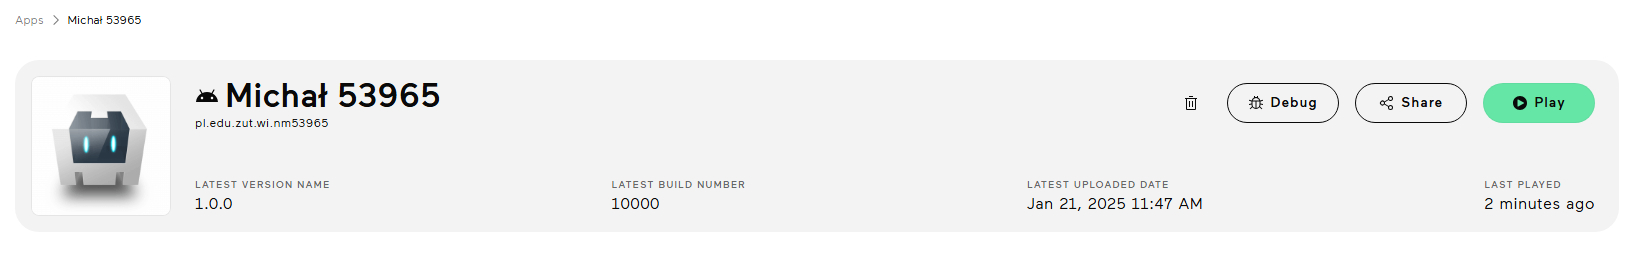 Apps > Michał 53965
Michał 53965
pl.edu.zut.wi.nm53965
Debug
Share
Play
LATEST VERSION NAME
1.0.0
LATEST BUILD NUMBER
10000
LATEST UPLOADED DATE
Jan 21, 2025 11:47 AM
LAST PLAYED
2 minutes ago